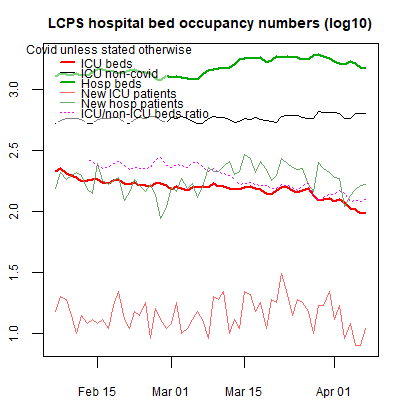 LCPS hospital bed occupancy numbers (log10)
Covid unless stated otherwise
ICU beds
ICU non-covid
Hosp beds
New ICU patients
New hosp patients
ICU/non-ICU beds ratio
3.0
2.5
2.0
1.5
1.0
Feb 15
Mar 01
Mar 15
Apr 01